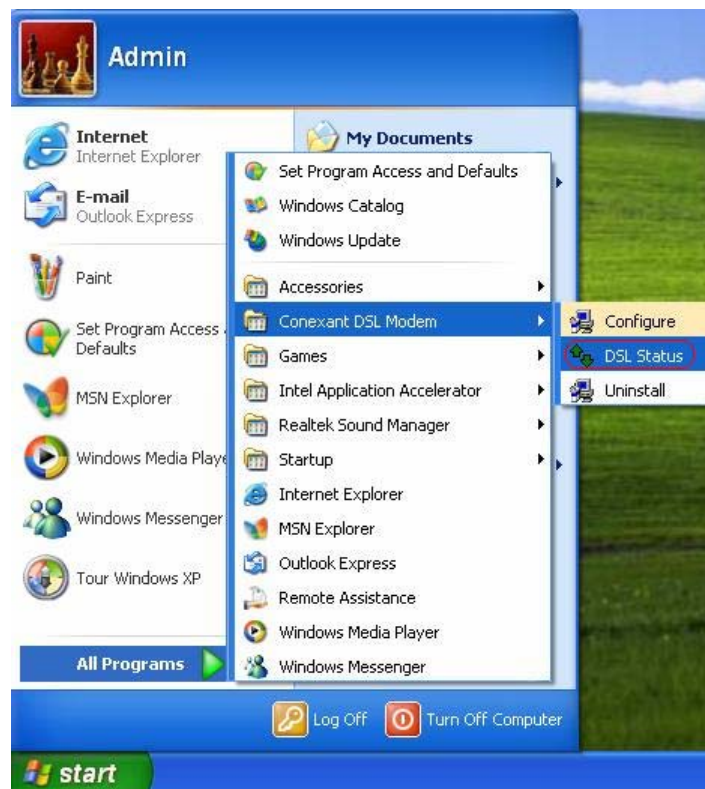 Admin
Internet
Internet Explorer
E-mail
Outlook Express
Paint
Set Program Access
Defaults
MSN Explorer
Windows Media Playe
Windows Messenger
Tour Windows XP
All Programs
My Documents
Set Program Access and Defaults
Windows Catalog
Windows Update
Accessories
Conexant DSL Modem
Games
Intel Application Accelerator
Realtek Sound Manager
Startup
Internet Explorer
MSN Explorer
Outlook Express
Remote Assistance
Windows Media Player
Windows Messenger
Configure
DSL Status
Uninstall
Log Off
Turn Off Computer
start